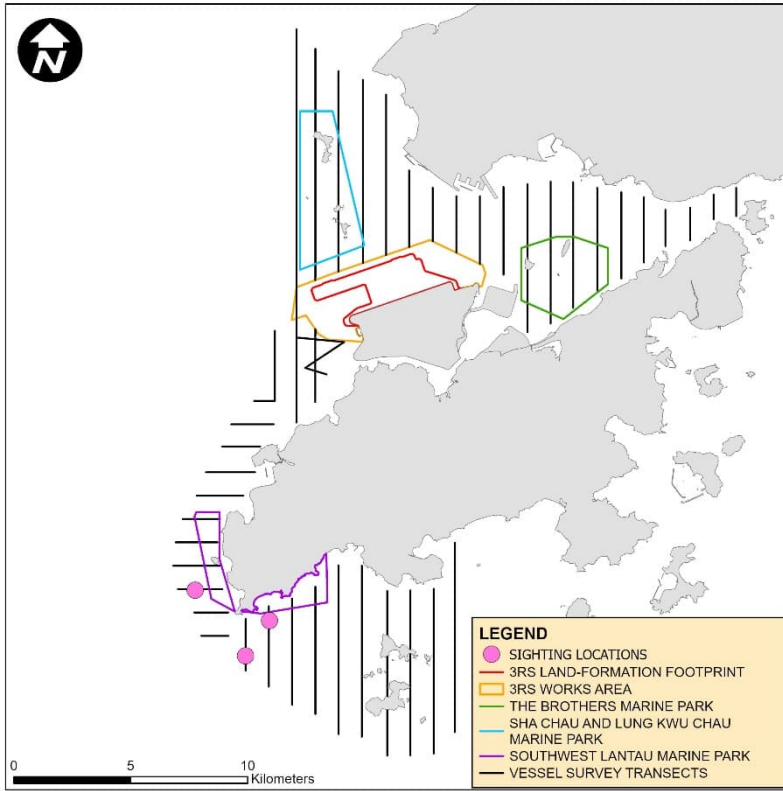 N
LEGEND
SIGHTING LOCATIONS
3RS LAND-FORMATION FOOTPRINT
3RS WORKS AREA
THE BROTHERS MARINE PARK
SHA CHAU AND LUNG KWU CHAU
MARINE PARK
SOUTHWEST LANTAU MARINE PARK
VESSEL SURVEY TRANSECTS
0 5 10
Kilometers